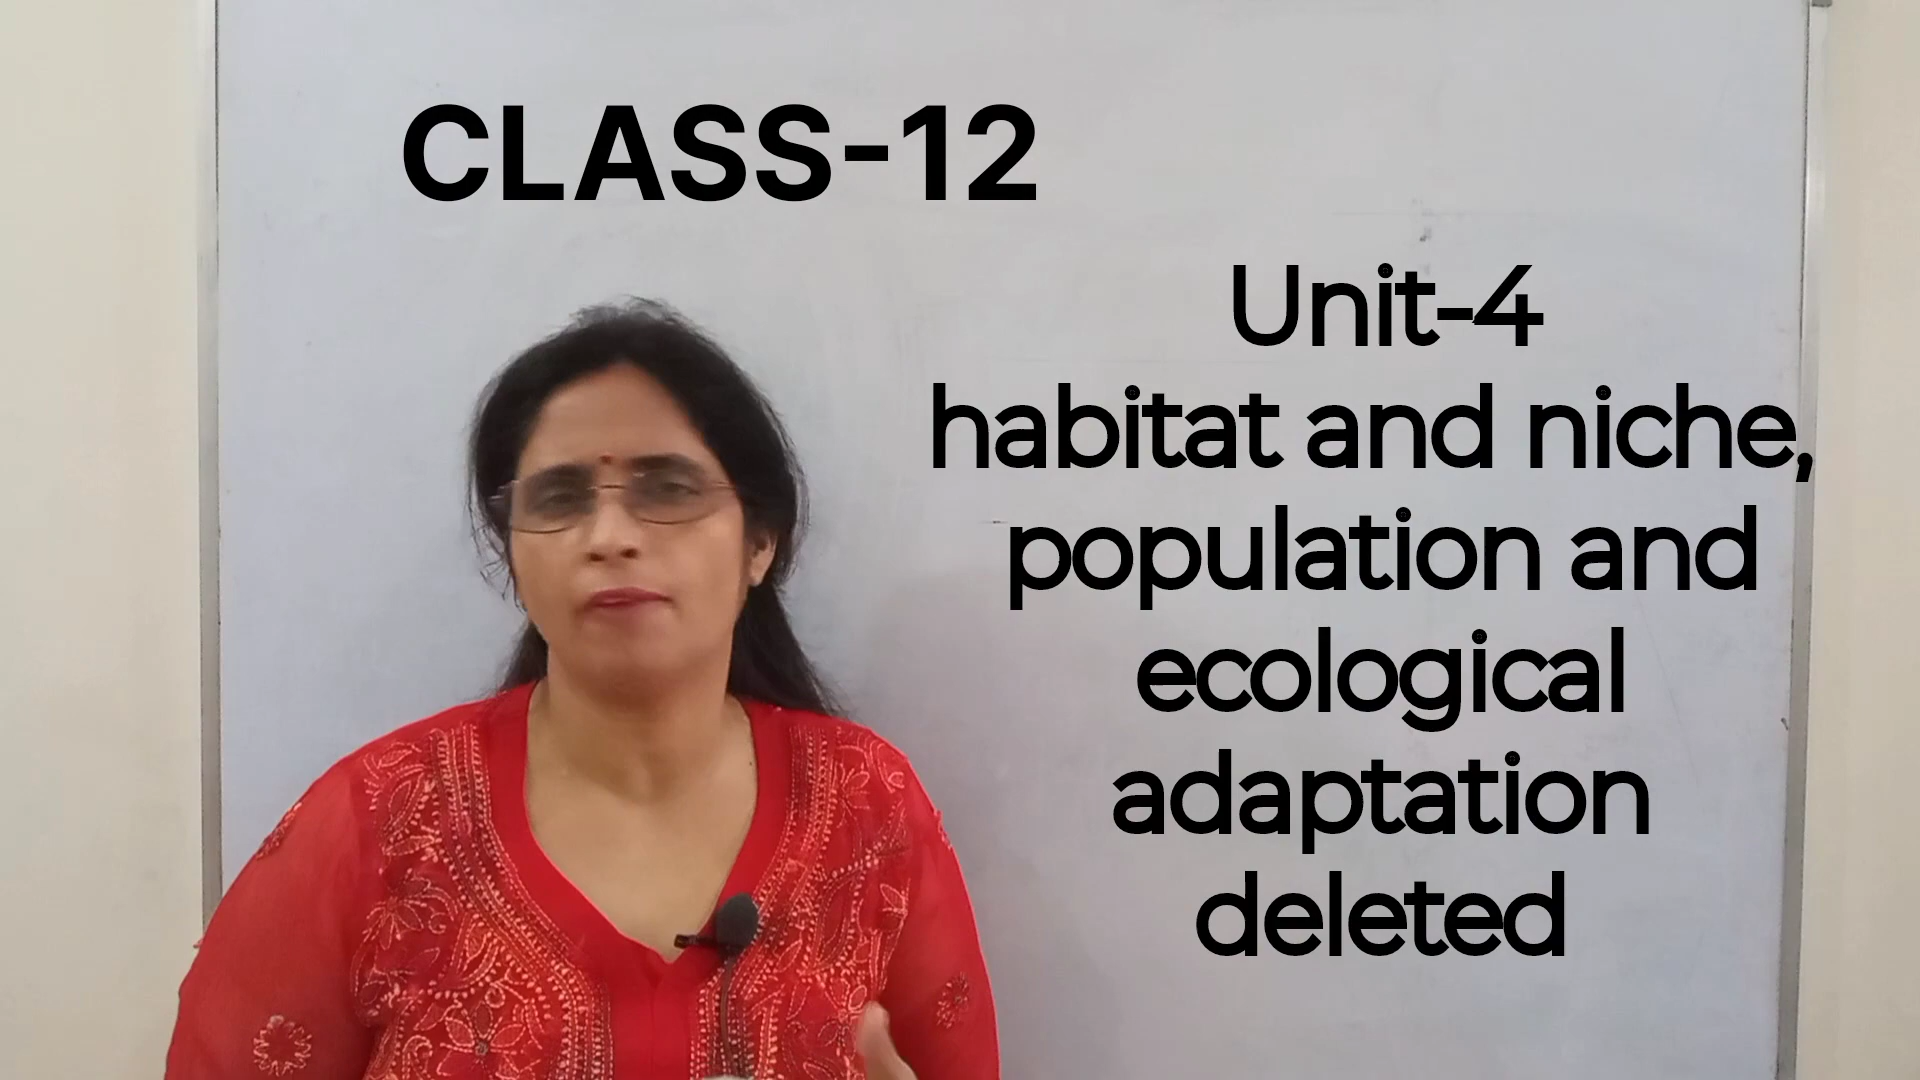 CLASS-12
Unit-4
habitat and niche,
population and
ecological
adaptation
deleted